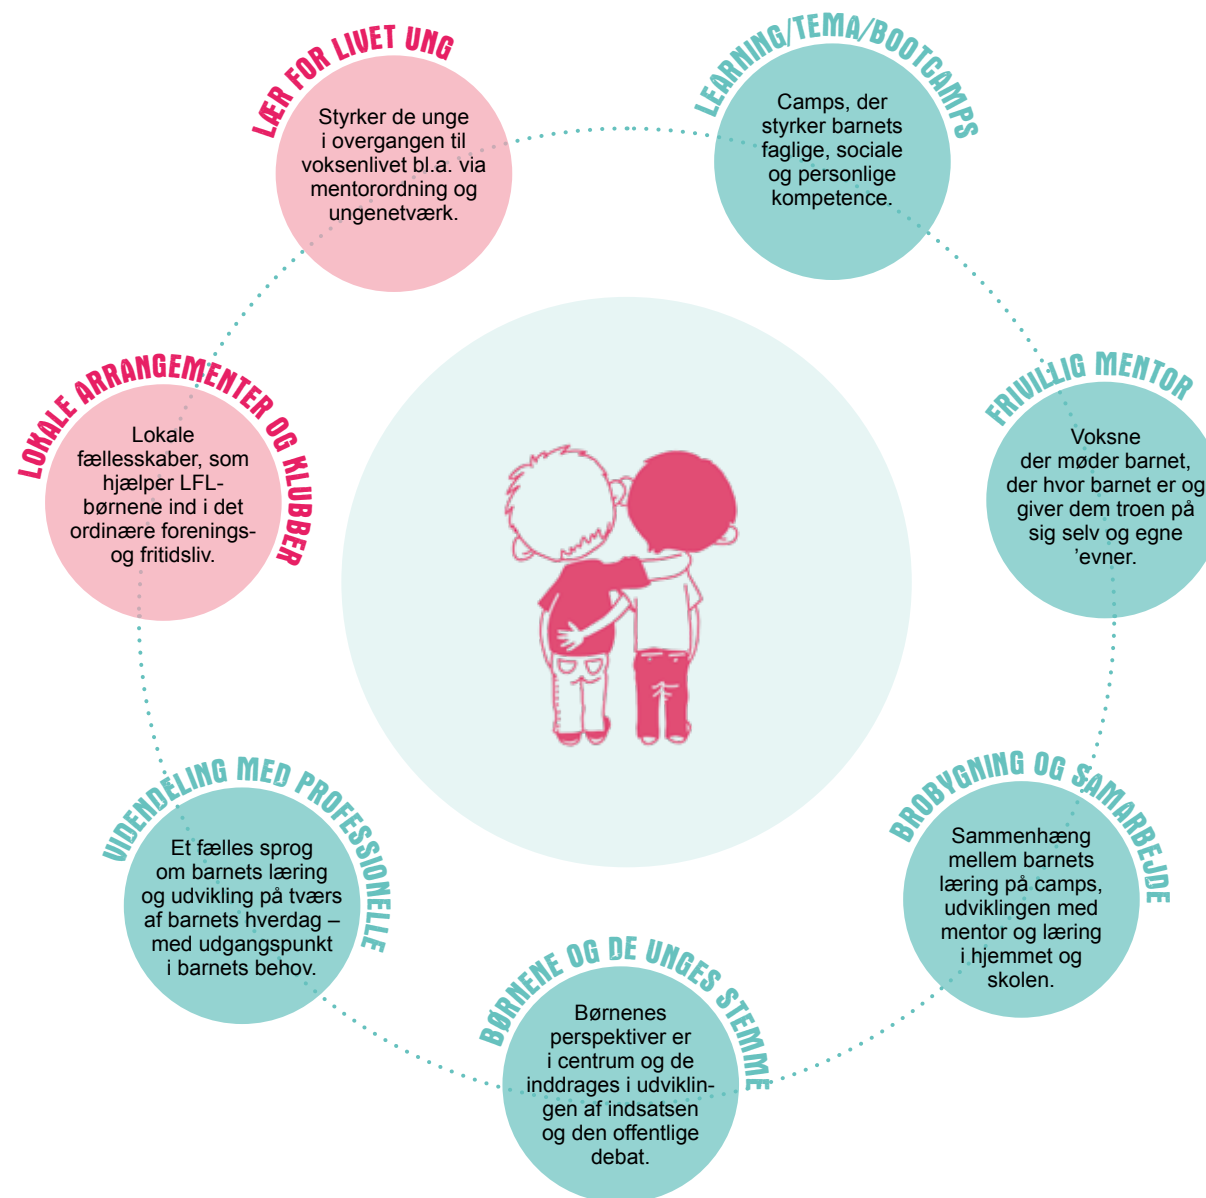 LÆR FOR LIVET UNG
Styrker de unge
i overgangen til
voksenlivet bl.a. via
mentorordning og
ungenetværk.
LEARNING/TEMA/BOOTCAMPS
Camps, der
styrker barnets
faglige, sociale
og personlige
kompetence.
FRIVILLIG MENTOR
Voksne
der møder barnet,
der hvor barnet er og
giver dem troen på
sig selv og egne
’evner.
BROBYGNING OG SAMARBEJDE
Sammenhæng
mellem barnets
læring på camps,
udviklingen med
mentor og læring
i hjemmet og
skolen.
BØRNENE OG DE UNGES STEMME
Børnenes
perspektiver er
i centrum og de
inddrages i udviklin-
gen af indsatsen
og den offentlige
debat.
VIDENDELING MED PROFESSIONELLE
Et fælles sprog
om barnets læring
og udvikling på tværs
af barnets hverdag –
med udgangspunkt
i barnets behov.
LOKALE ARRANGEMENTER OG KLUBBER
Lokale
fællesskaber, som
hjælper LFL-
børnene ind i det
ordinære forenings-
og fritidsliv.